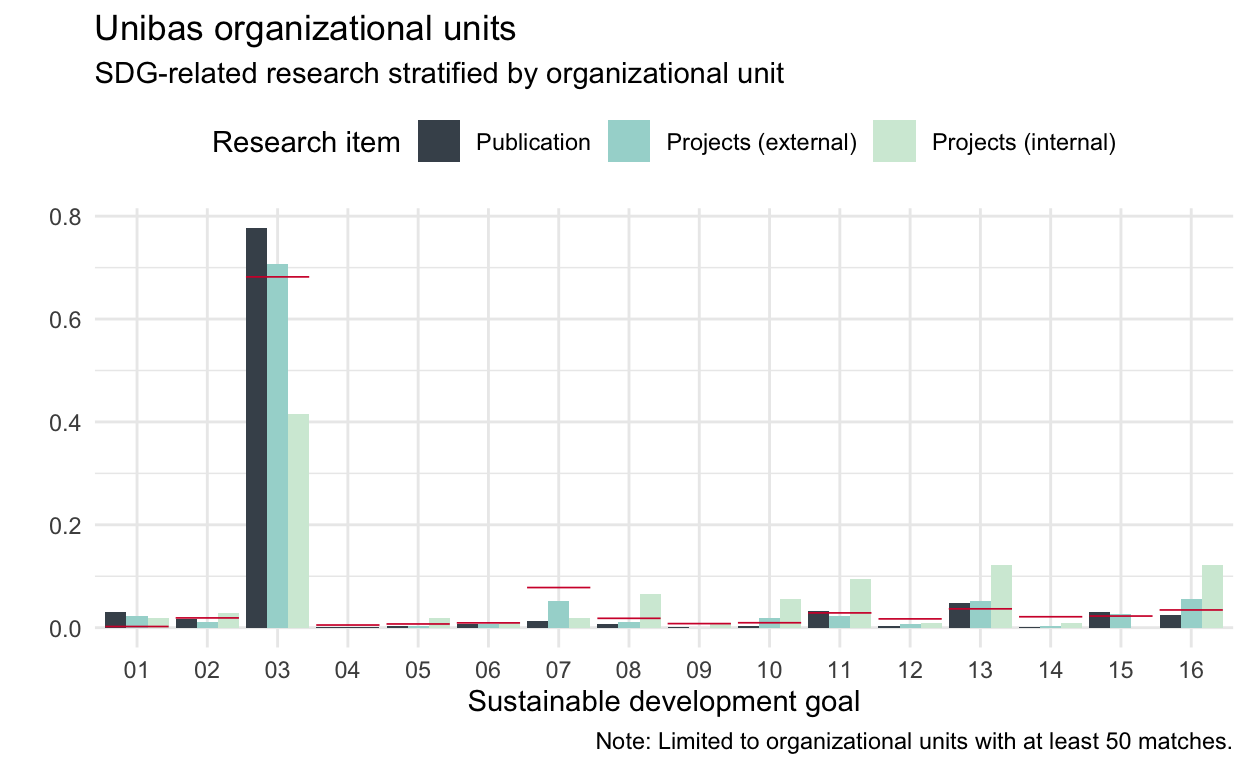 Unibas organizational units
SDG-related research stratified by organizational unit
Research item Publication Projects (external) Projects (internal)
0.8
0.6
0.4
0.2
0.0
01 02 03 04 05 06 07 08 09 10 11 12 13 14 15 16
Sustainable development goal
Note: Limited to organizational units with at least 50 matches.